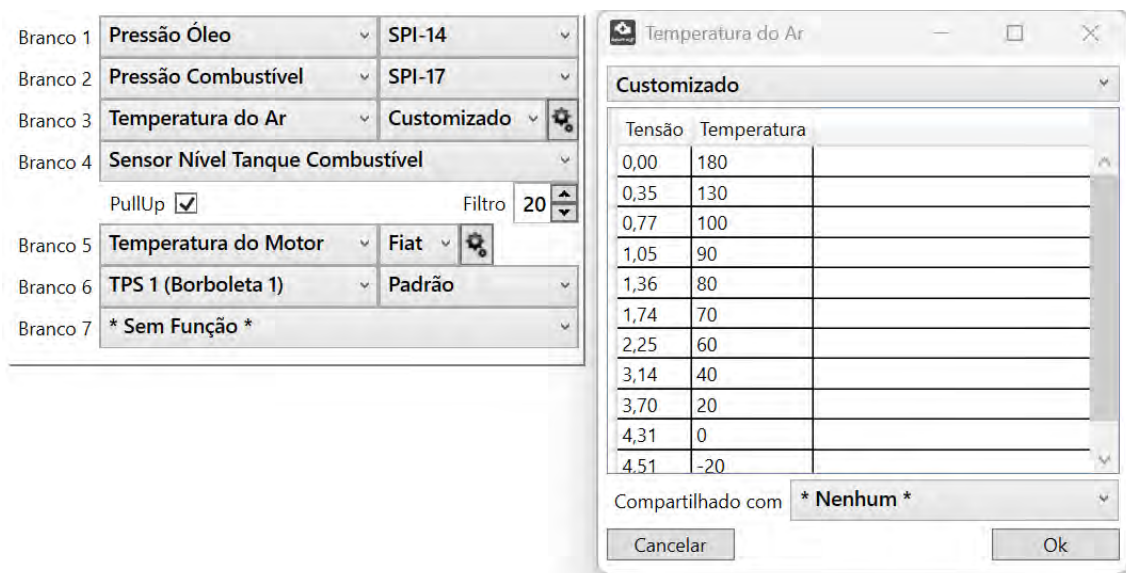 Branco 1 Pressão Óleo SPI-14
Branco 2 Pressão Combustível SPI-17
Branco 3 Temperatura do Ar Customizado
Branco 4 Sensor Nível Tanque Combustível
PullUp Filtro 20
Branco 5 Temperatura do Motor Fiat
Branco 6 TPS 1 (Borboleta 1) Padrão
Branco 7 * Sem Função *
Temperatura do Ar
Customizado
Tensão Temperatura
0,00 180
0,35 130
0,77 100
1,05 90
1,36 80
1,74 70
2,25 60
3,14 40
3,70 20
4,31 0
4,51 -20
Compartilhado com * Nenhum *
Cancelar Ok